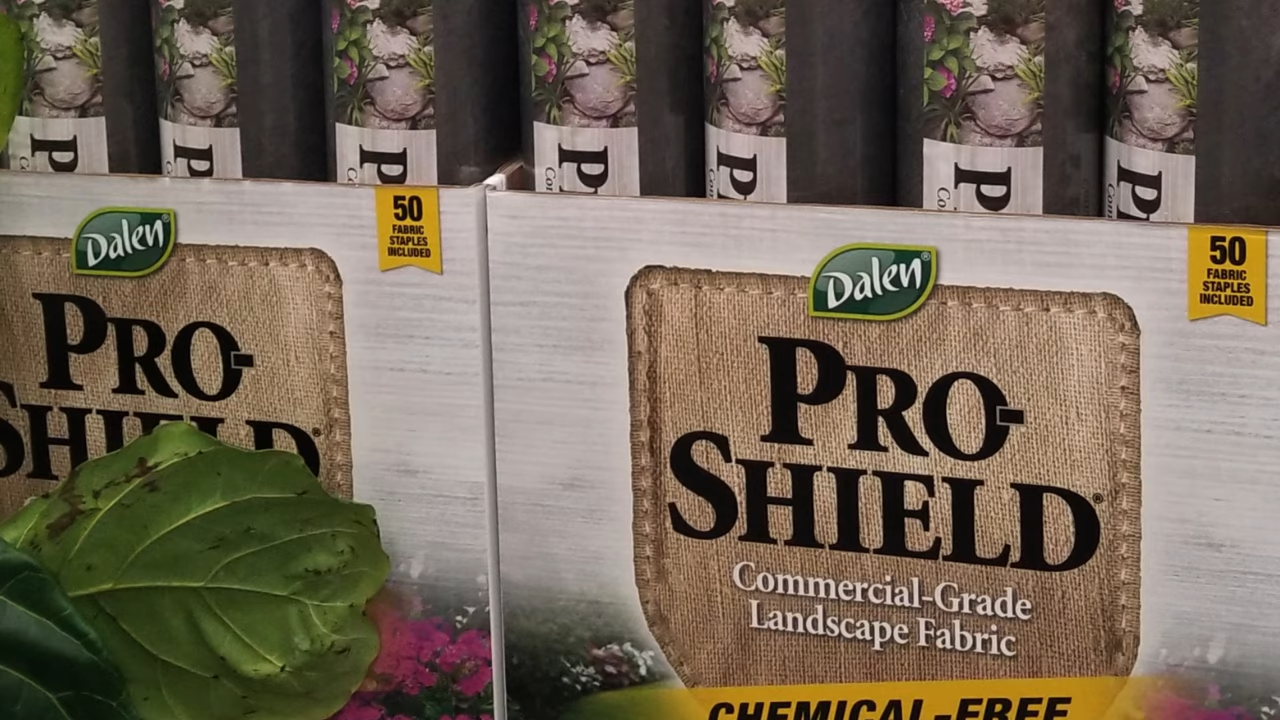 P
P
P
P
P
P
P
Dalen
50
FABRIC
STAPLES
INCLUDED
PRO-
SHIELD®
Dalen®
50
FABRIC
STAPLES
INCLUDED
PRO-
SHIELD®
Commercial-Grade
Landscape Fabric
CHEMICAL-FREE